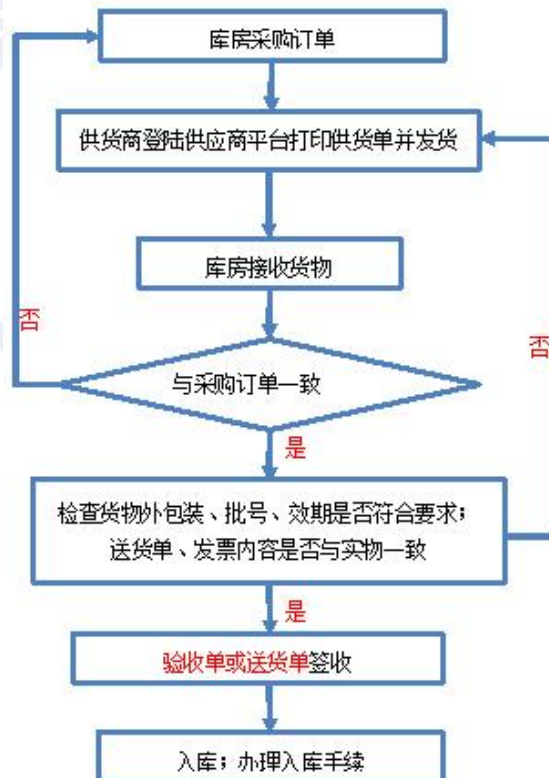 库房采购订单
供货商登陆供应商平台打印供货单并发货
库房接收货物
否
否
与采购订单一致
是
检查货物外包装、批号、效期是否符合要求；
送货单、发票内容是否与实物一致
是
验收单或送货单签收
入库；办理入库手续